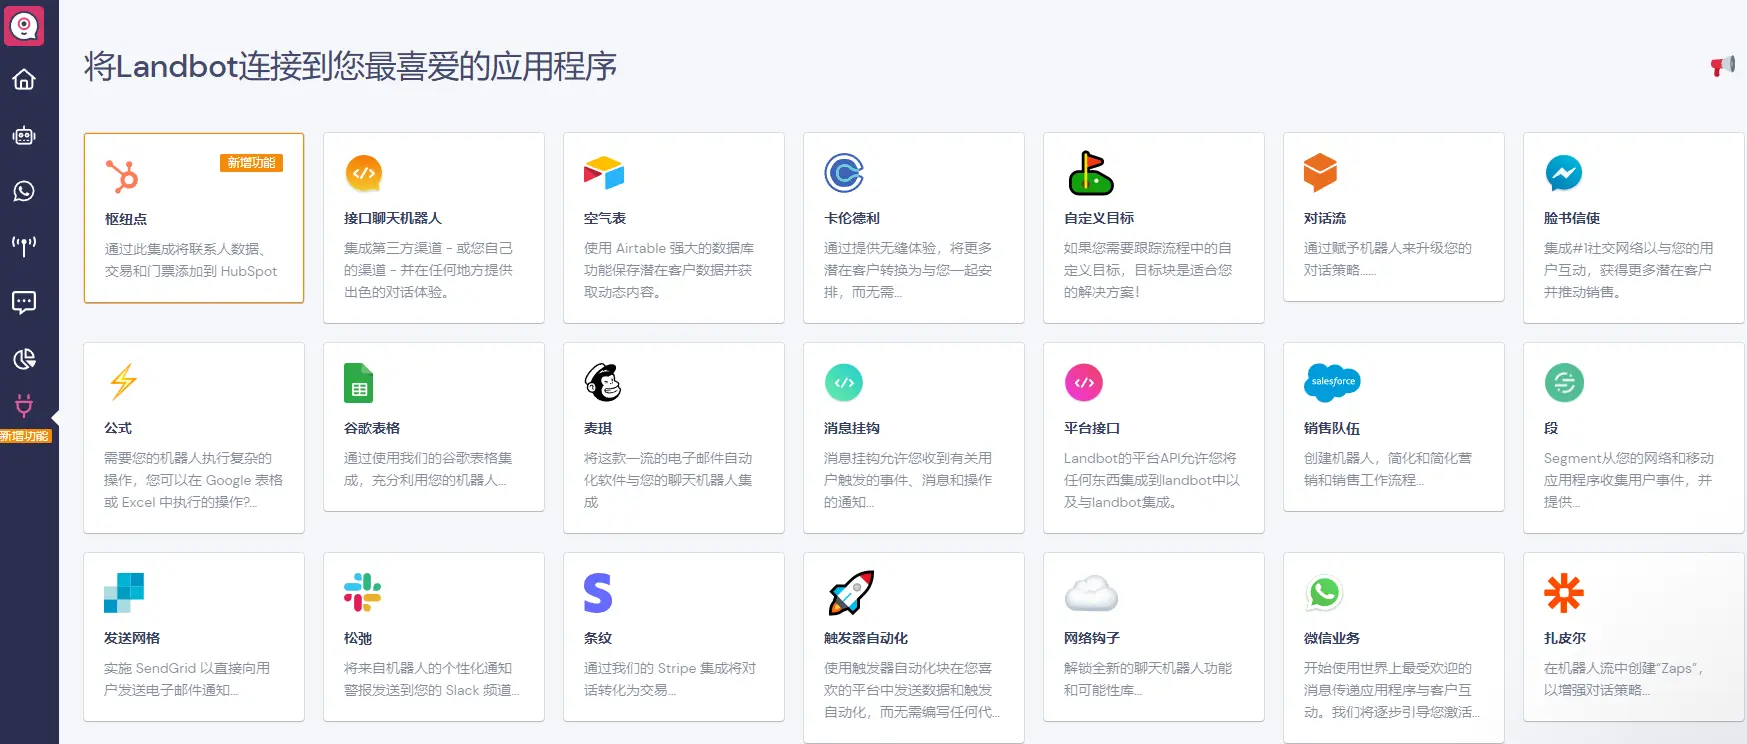 将Landbot连接到您最喜爱的应用程序
新增功能
枢纽点
通过此集成将联系人数据、
交易和门票添加到 HubSpot
接口聊天机器人
集成第三方渠道 - 或您自己
的渠道 - 并在任何地方提供
出色的对话体验。
空气表
使用 Airtable 强大的数据库
功能保存潜在客户数据并获
取动态内容。
卡伦德利
通过提供无缝体验，将更多
潜在客户转换为与您一起安
排，而无需...
自定义目标
如果您需要跟踪流程中的自
定义目标，目标块是适合您
的解决方案！
对话流
通过赋予机器人来升级您的
对话策略......
脸书信使
集成#1社交网络以与您的用
户互动，获得更多潜在客户
并推动销售。
新增功能
公式
需要您的机器人执行复杂的
操作，您可以在 Google 表格
或 Excel 中执行的操作?...
谷歌表格
通过使用我们的谷歌表格集
成，充分利用您的机器人...
麦琪
将这款一流的电子邮件自动
化软件与您的聊天机器人集
成
消息挂钩
消息挂钩允许您收到有关用
户触发的事件、消息和操作
的通知...
平台接口
Landbot的平台API允许您将
任何东西集成到landbot中以
及与landbot集成。
salesforce
销售队伍
创建机器人，简化和简化营
销和销售工作流程...
段
Segment从您的网络和移动
应用程序收集用户事件，并
提供...
发送网格
实施 SendGrid 以直接向用
户发送电子邮件通知...
松弛
将来自机器人的个性化通知
警报发送到您的 Slack 频道...
条纹
通过我们的 Stripe 集成将对
话转化为交易...
触发器自动化
使用触发器自动化块在您喜
欢的平台中发送数据和触发
自动化，而无需编写任何代...
网络钩子
解锁全新的聊天机器人功能
和可能性库...
微信业务
开始使用世界上最受欢迎的
消息传递应用程序与客户互
动。我们将逐步引导您激活...
扎皮尔
在机器人流中创建“Zaps”，
以增强对话策略...